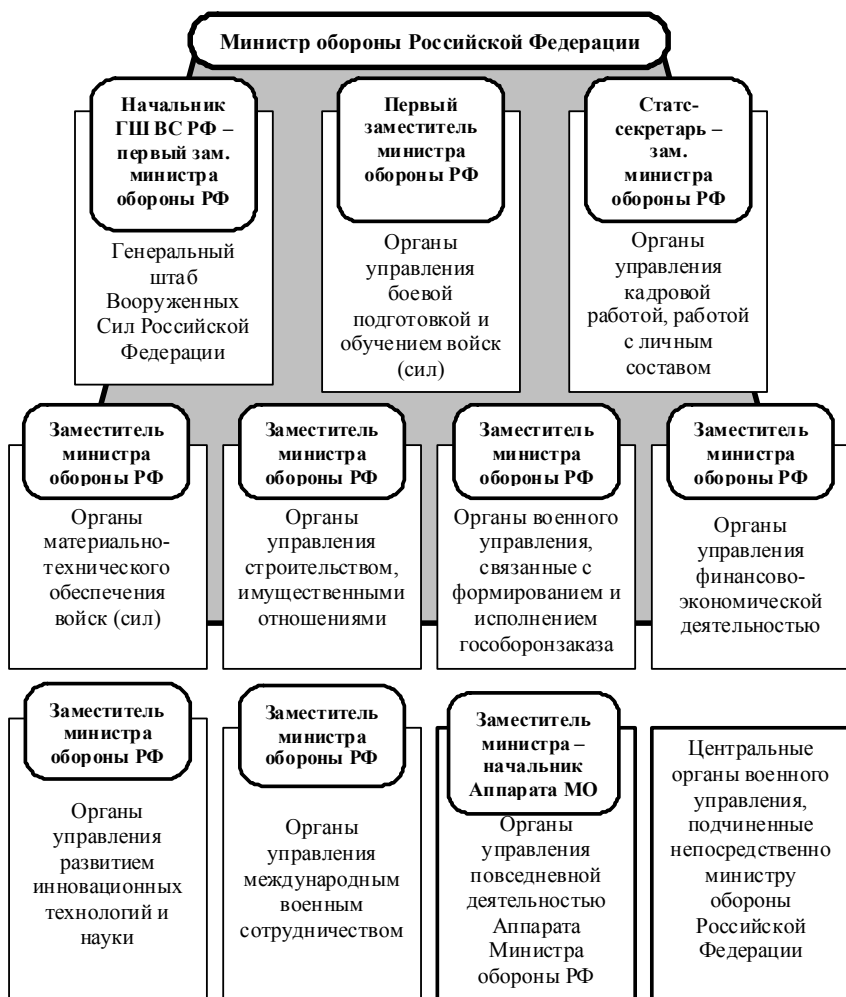 Министр обороны Российской Федерации
Начальник
ГШ ВС РФ –
первый зам.
министра
обороны РФ
Генеральный
штаб
Вооруженных
Сил Российской
Федерации
Первый
заместитель
министра
обороны РФ
Органы
управления
боевой
подготовкой и
обучением войск
(сил)
Статс-
секретарь –
зам.
министра
обороны РФ
Органы
управления
кадровой
работой, работой
с личным
составом
Заместитель
министра
обороны РФ
Органы
материально-
технического
обеспечения
войск (сил)
Заместитель
министра
обороны РФ
Органы
управления
строительством,
имущественными
отношениями
Заместитель
министра
обороны РФ
Органы военного
управления,
связанные с
формированием и
исполнением
гособоронзаказа
Заместитель
министра
обороны РФ
Органы
управления
финансово-
экономической
деятельностью
Заместитель
министра
обороны РФ
Органы
управления
развитием
инновационных
технологий и
науки
Заместитель
министра
обороны РФ
Органы
управления
международным
военным
сотрудничеством
Заместитель
министра –
начальник
Аппарата МО
Органы
управления
повседневной
деятельностью
Аппарата
Министра
обороны РФ
Центральные
органы военного
управления,
подчиненные
непосредственно
министру
обороны
Российской
Федерации